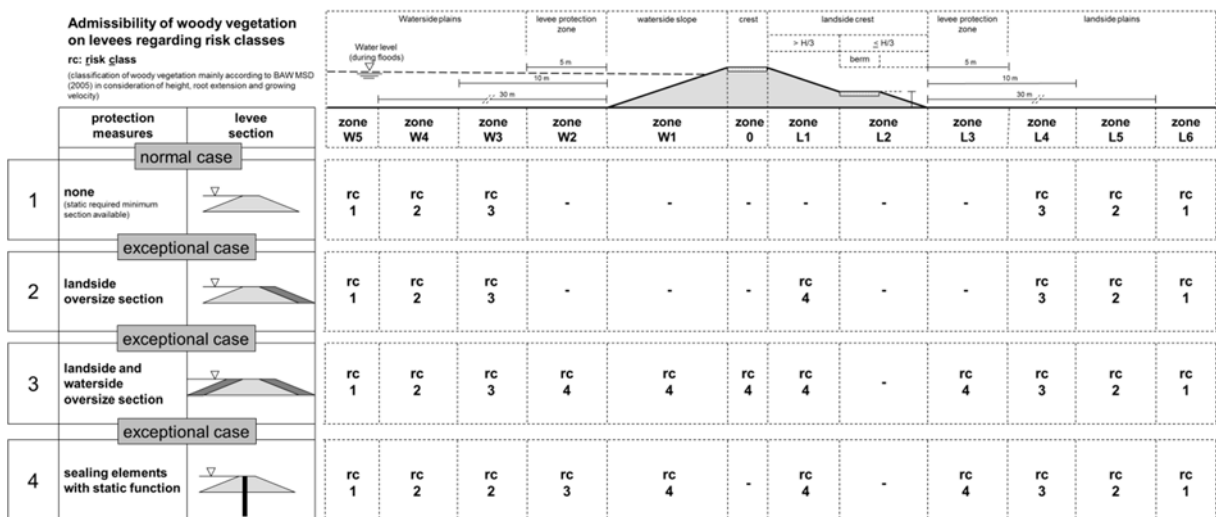 Admissibility of woody vegetation
on levees regarding risk classes
rc: risk class
(classification of woody vegetation mainly according to BAW MSD
(2005) in consideration of height, root extension and growing
velocity)
Waterside plains
levee protection
zone
waterside slope
crest
landside crest
levee protection
zone
landside plains
> H/3
≤ H/3
berm
Water level
(during floods)
5 m
10 m
30 m
5 m
10 m
30 m
protection
measures
levee
section
zone
W5
zone
W4
zone
W3
zone
W2
zone
W1
zone
0
zone
L1
zone
L2
zone
L3
zone
L4
zone
L5
zone
L6
normal case
1
none
(static required minimum
section available)
rc rc rc - - - - - - rc rc rc
1 2 3 3 2 1
exceptional case
2
landside
oversize section
rc rc rc - - - rc - - rc rc rc
1 2 3 4 3 2 1
exceptional case
3
landside and
waterside
oversize section
rc rc rc rc rc rc rc - rc rc rc rc
1 2 3 4 4 4 4 4 3 2 1
exceptional case
4
sealing elements
with static function
rc rc rc rc rc - rc - rc rc rc rc
1 2 2 3 4 4 4 3 2 1